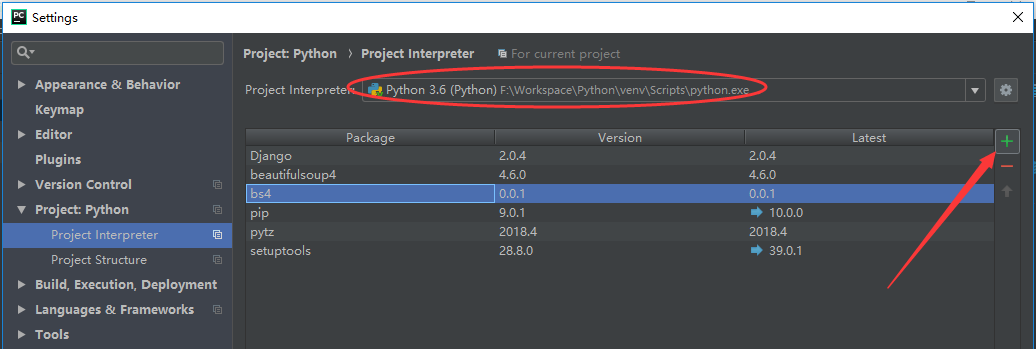 PC Settings
Project: Python › Project Interpreter For current project
Appearance & Behavior
Keymap
Editor
Plugins
Version Control
Project: Python
Project Interpreter
Project Structure
Build, Execution, Deployment
Languages & Frameworks
Tools
Project Interpreter: Python 3.6 (Python) F:\Workspace\Python\venv\Scripts\python.exe
Package Version Latest
Django 2.0.4 2.0.4
beautifulsoup4 4.6.0 4.6.0
bs4 0.0.1 0.0.1
pip 9.0.1 10.0.0
pytz 2018.4 2018.4
setuptools 28.8.0 39.0.1